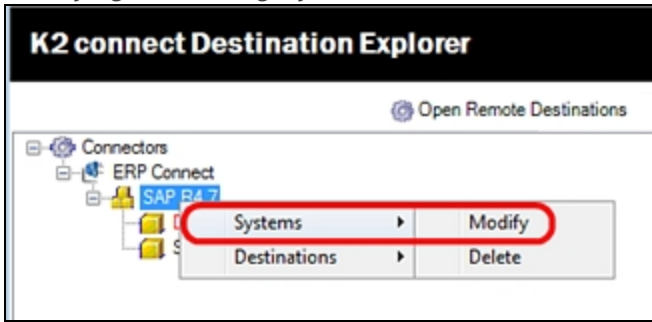 K2 connect Destination Explorer
Open Remote Destinations
Connectors
ERP Connect
SAP R4.7
Systems
Modify
Destinations
Delete